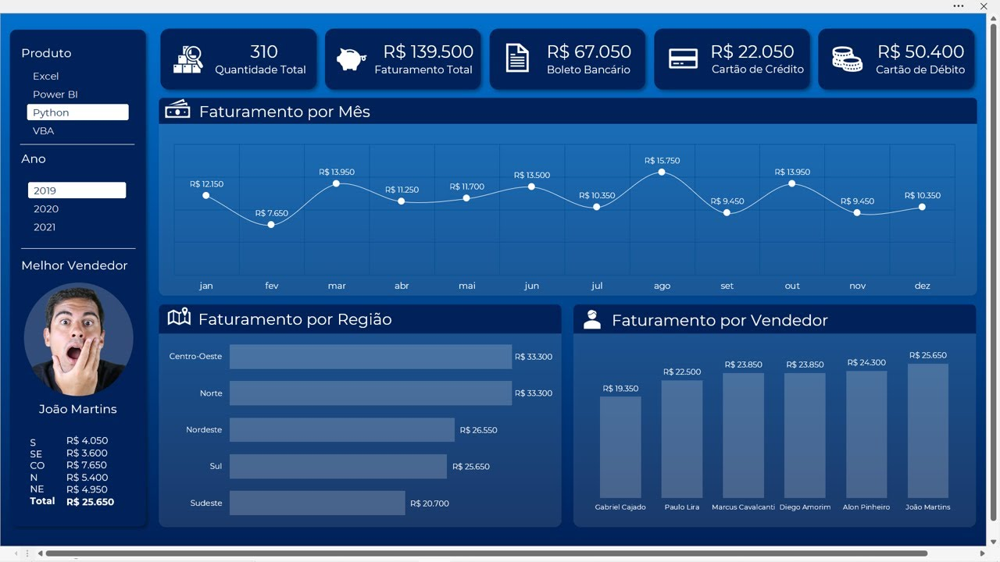 Produto
Excel
Power BI
Python
VBA
Ano
2019
2020
2021
Melhor Vendedor
João Martins
S R$ 4.050
SE R$ 3.600
CO R$ 7.650
N R$ 5.400
NE R$ 4.950
Total R$ 25.650
310
Quantidade Total
R$ 139.500
Faturamento Total
R$ 67.050
Boleto Bancário
R$ 22.050
Cartão de Crédito
R$ 50.400
Cartão de Débito
Faturamento por Mês
R$ 12.150 R$ 7.650 R$ 13.950 R$ 11.250 R$ 11.700 R$ 13.500 R$ 10.350 R$ 15.750 R$ 9.450 R$ 13.950 R$ 9.450 R$ 10.350
jan fev mar abr mai jun jul ago set out nov dez
Faturamento por Região
Centro-Oeste R$ 33.300
Norte R$ 33.300
Nordeste R$ 26.550
Sul R$ 25.650
Sudeste R$ 20.700
Faturamento por Vendedor
R$ 19.350 R$ 22.500 R$ 23.850 R$ 23.850 R$ 24.300 R$ 25.650
Gabriel Cajado Paulo Lira Marcus Cavalcanti Diego Amorim Alon Pinheiro João Martins